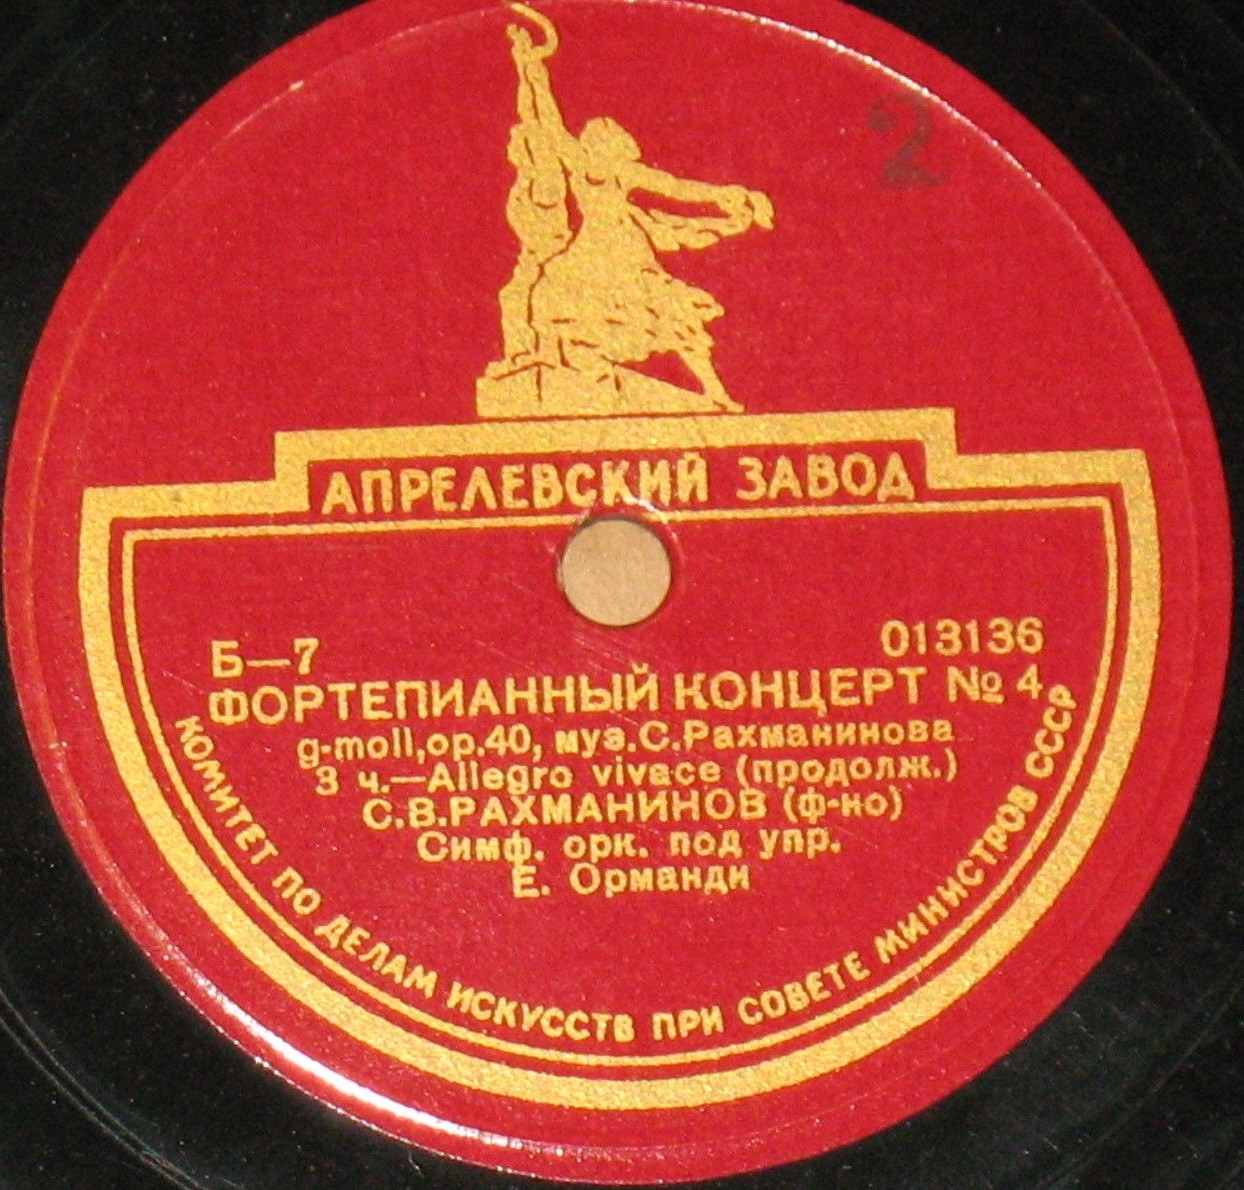 2
АПРЕЛЕВСКИЙ ЗАВОД
Б—7 013136
ФОРТЕПИАННЫЙ КОНЦЕРТ № 4
g-moll, op. 40, муз. С. Рахманинова
3 ч.—Allegro vivace (продолж.)
С. В. РАХМАНИНОВ (ф-но)
Симф. орк. под упр.
Е. Орманди
КОМИТЕТ ПО ДЕЛАМ ИСКУССТВ ПРИ СОВЕТЕ МИНИСТРОВ СССР